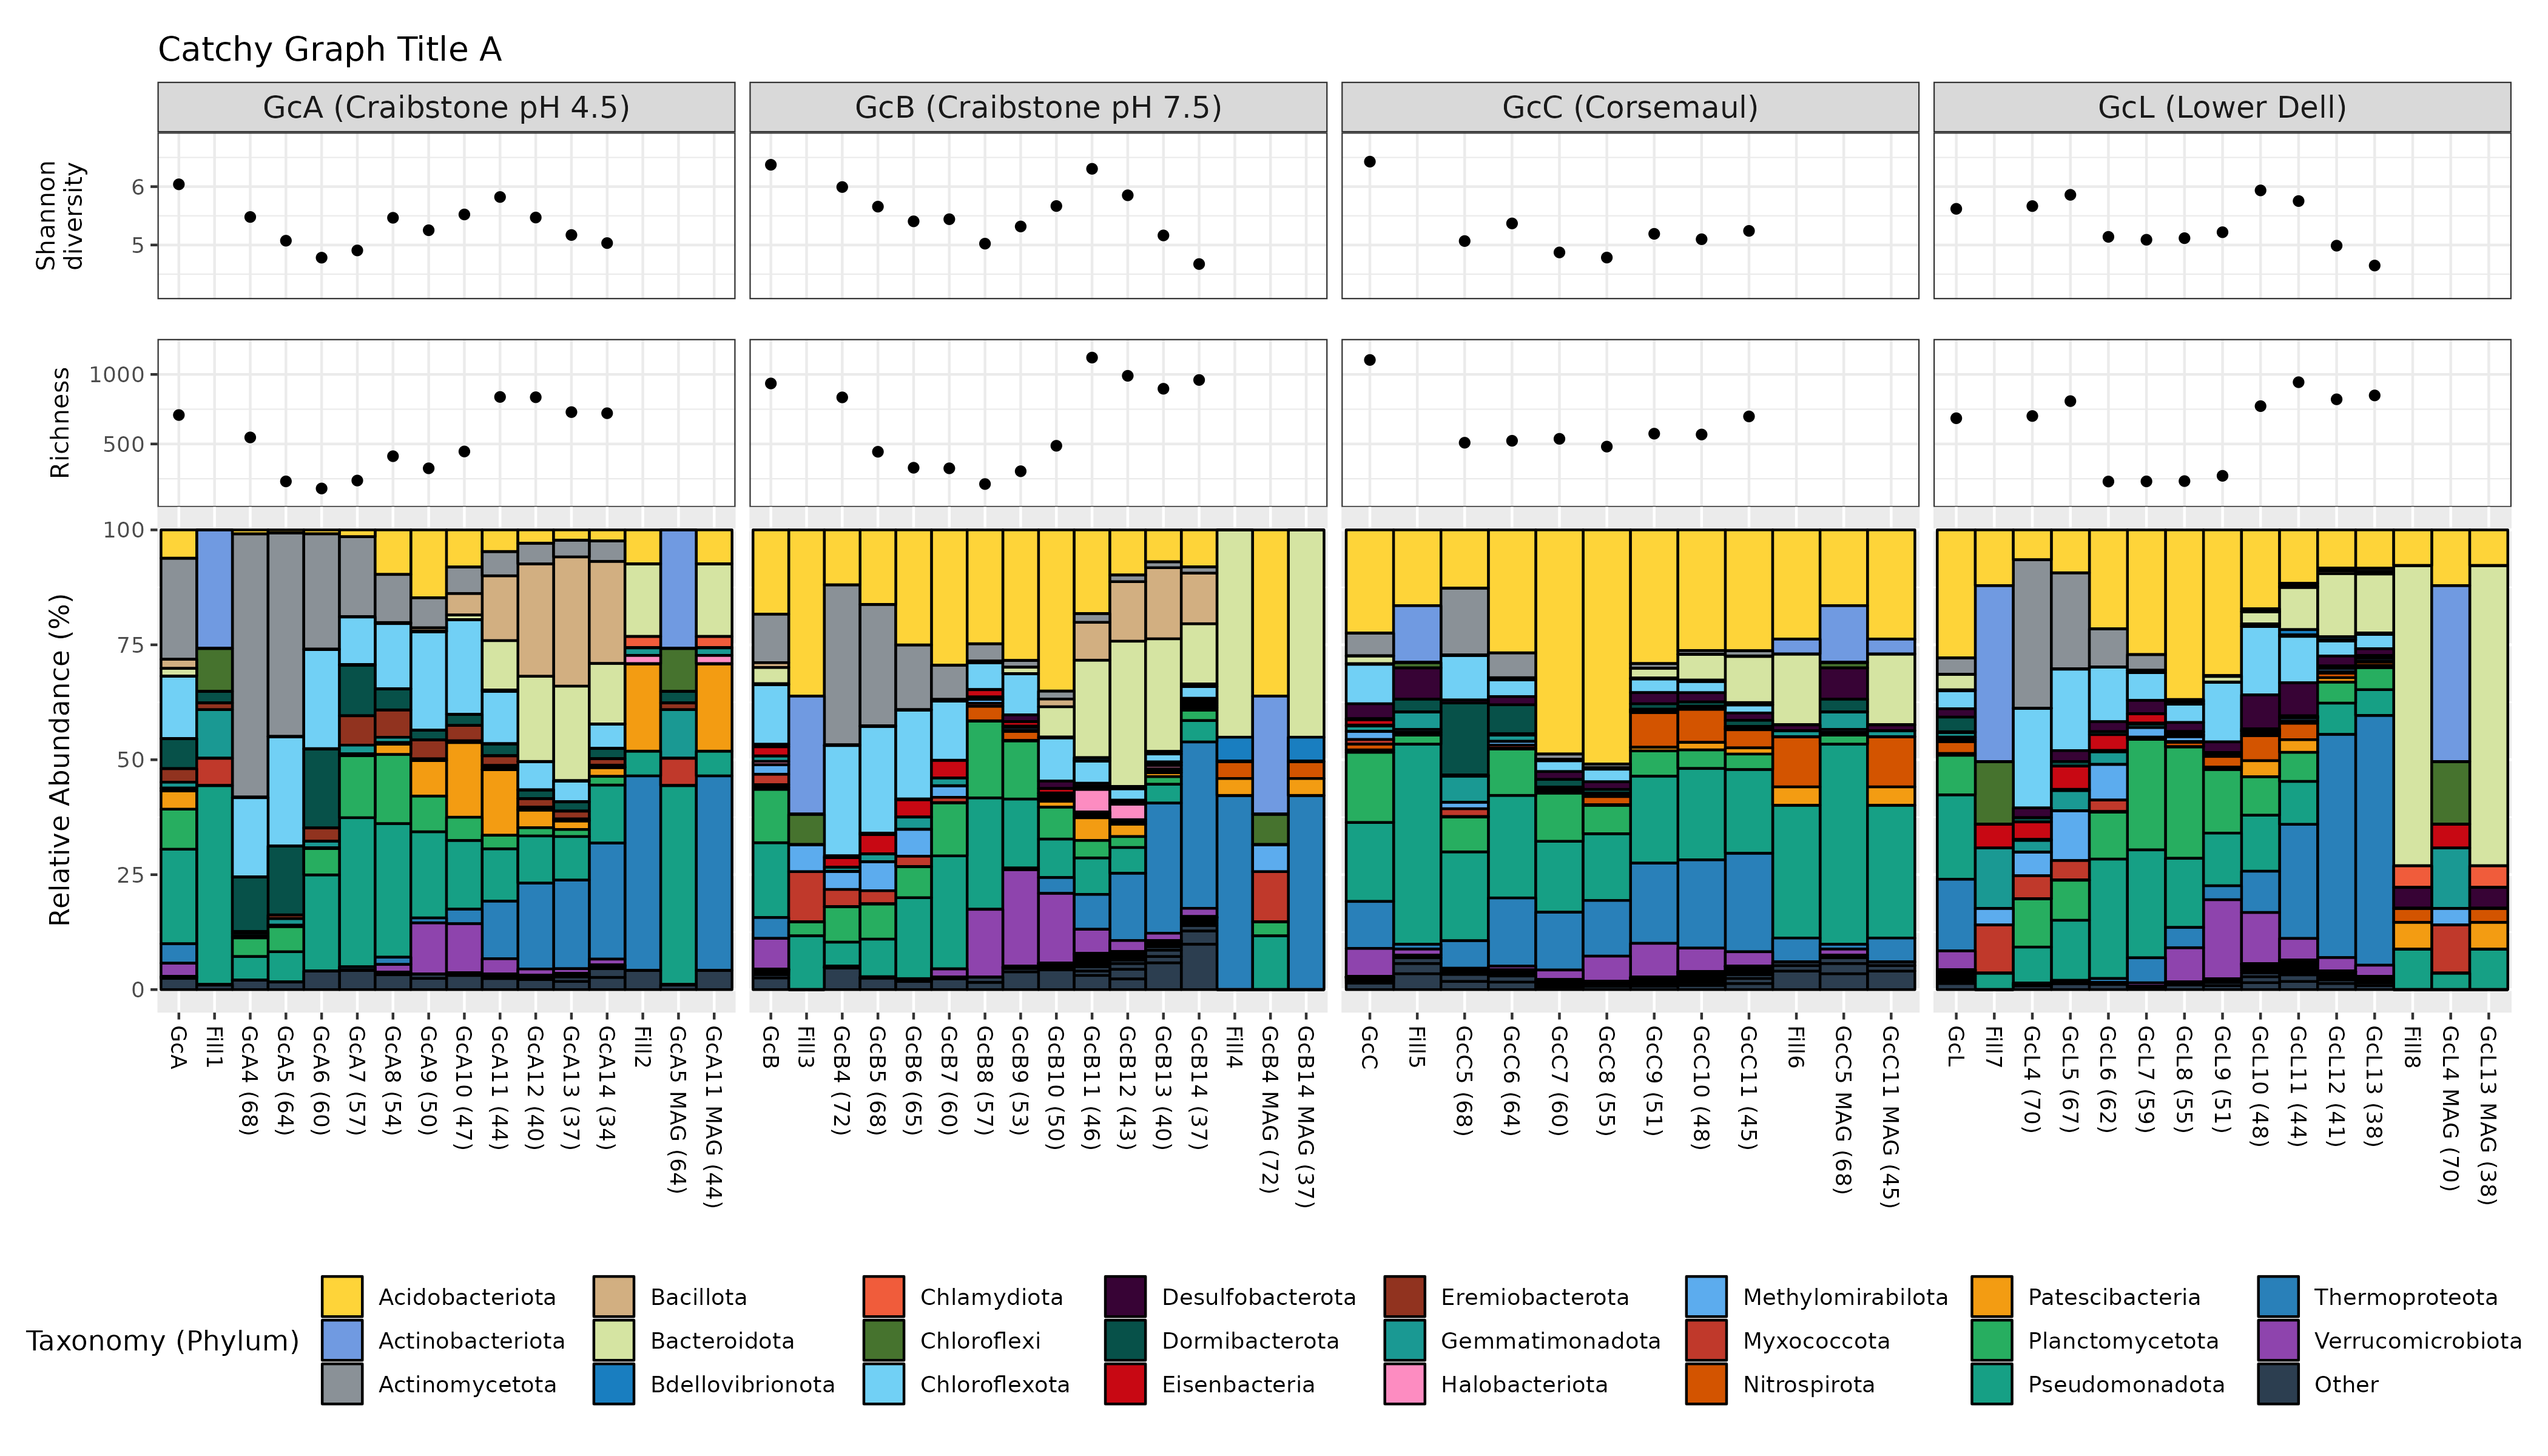 Catchy Graph Title A
GcA (Craibstone pH 4.5)
GcB (Craibstone pH 7.5)
GcC (Corsemaul)
GcL (Lower Dell)
Shannon
diversity
6
5
Richness
1000
500
Relative Abundance (%)
100
75
50
25
0
GcA
Fill1
GcA4 (68)
GcA5 (64)
GcA6 (60)
GcA7 (57)
GcA8 (54)
GcA9 (50)
GcA10 (47)
GcA11 (44)
GcA12 (40)
GcA13 (37)
GcA14 (34)
Fill2
GcA5 MAG (64)
GcA11 MAG (44)
GcB
Fill3
GcB4 (72)
GcB5 (68)
GcB6 (65)
GcB7 (60)
GcB8 (57)
GcB9 (53)
GcB10 (50)
GcB11 (46)
GcB12 (43)
GcB13 (40)
GcB14 (37)
Fill4
GcB4 MAG (72)
GcB14 MAG (37)
GcC
Fill5
GcC5 (68)
GcC6 (64)
GcC7 (60)
GcC8 (55)
GcC9 (51)
GcC10 (48)
GcC11 (45)
Fill6
GcC5 MAG (68)
GcC11 MAG (45)
GcL
Fill7
GcL4 (70)
GcL5 (67)
GcL6 (62)
GcL7 (59)
GcL8 (55)
GcL9 (51)
GcL10 (48)
GcL11 (44)
GcL12 (41)
GcL13 (38)
Fill8
GcL4 MAG (70)
GcL13 MAG (38)
Taxonomy (Phylum)
Acidobacteriota
Actinobacteriota
Actinomycetota
Bacillota
Bacteroidota
Bdellovibrionota
Chlamydiota
Chloroflexi
Chloroflexota
Desulfobacterota
Dormibacterota
Eisenbacteria
Eremiobacterota
Gemmatimonadota
Halobacteriota
Methylomirabilota
Myxococcota
Nitrospirota
Patescibacteria
Planctomycetota
Pseudomonadota
Thermoproteota
Verrucomicrobiota
Other